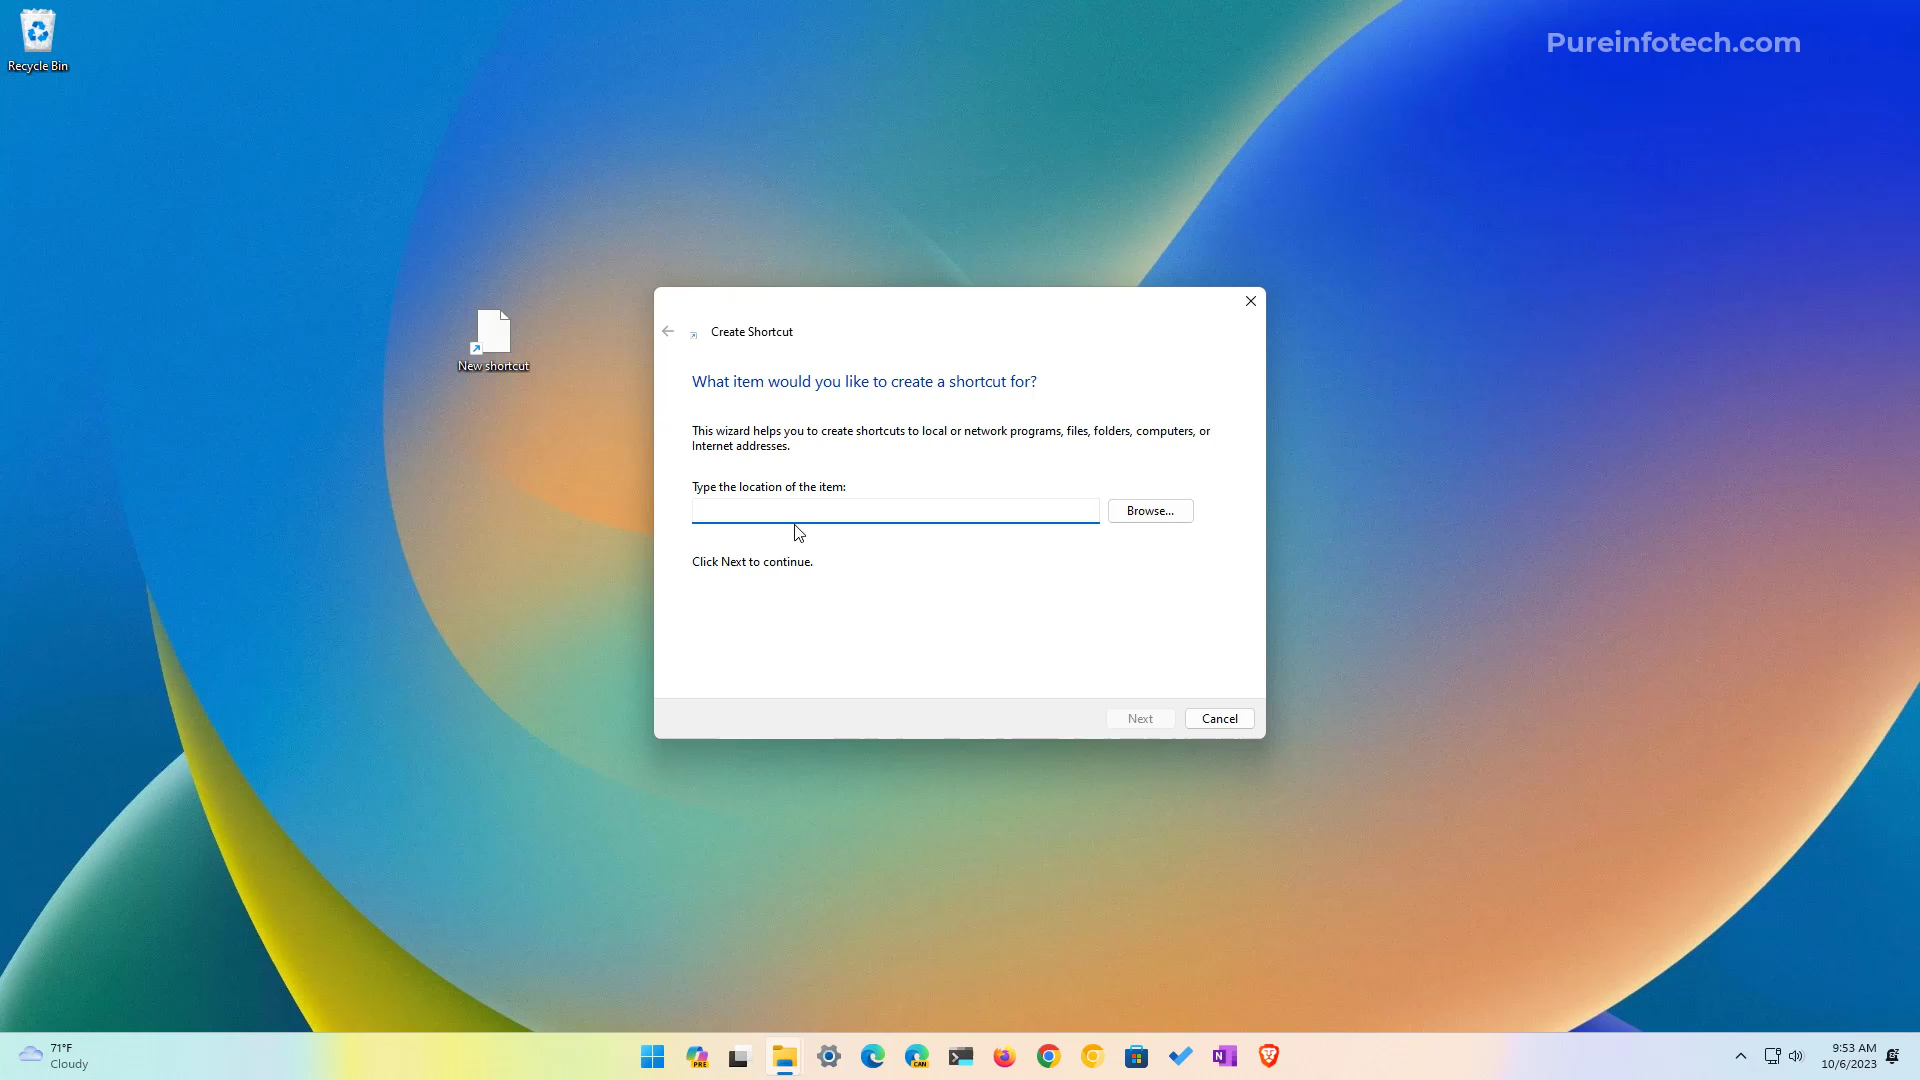 Recycle Bin
Pureinfotech.com
New shortcut
Create Shortcut
What item would you like to create a shortcut for?
This wizard helps you to create shortcuts to local or network programs, files, folders, computers, or
Internet addresses.
Type the location of the item:
Browse...
Click Next to continue.
Next
Cancel
71°F
Cloudy
PRE
CAN
N
9:53 AM
10/6/2023